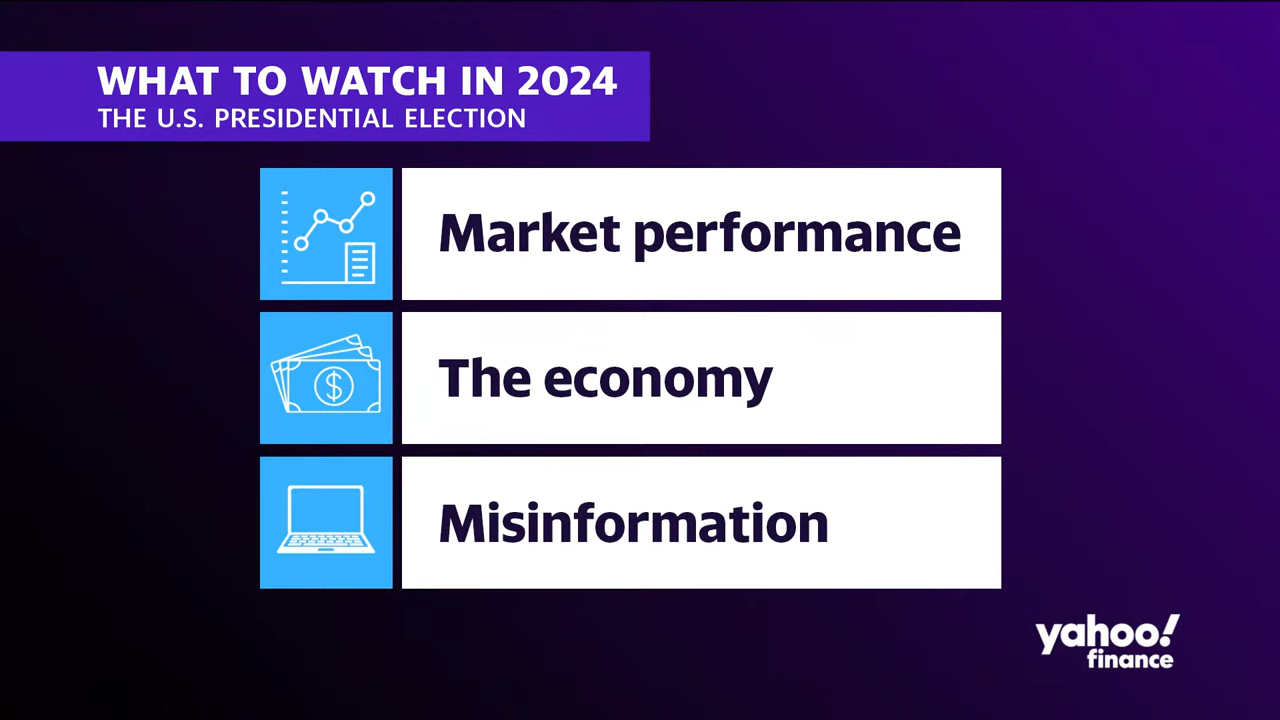 WHAT TO WATCH IN 2024
THE U.S. PRESIDENTIAL ELECTION
Market performance
$
The economy
Misinformation
yahoo!
finance